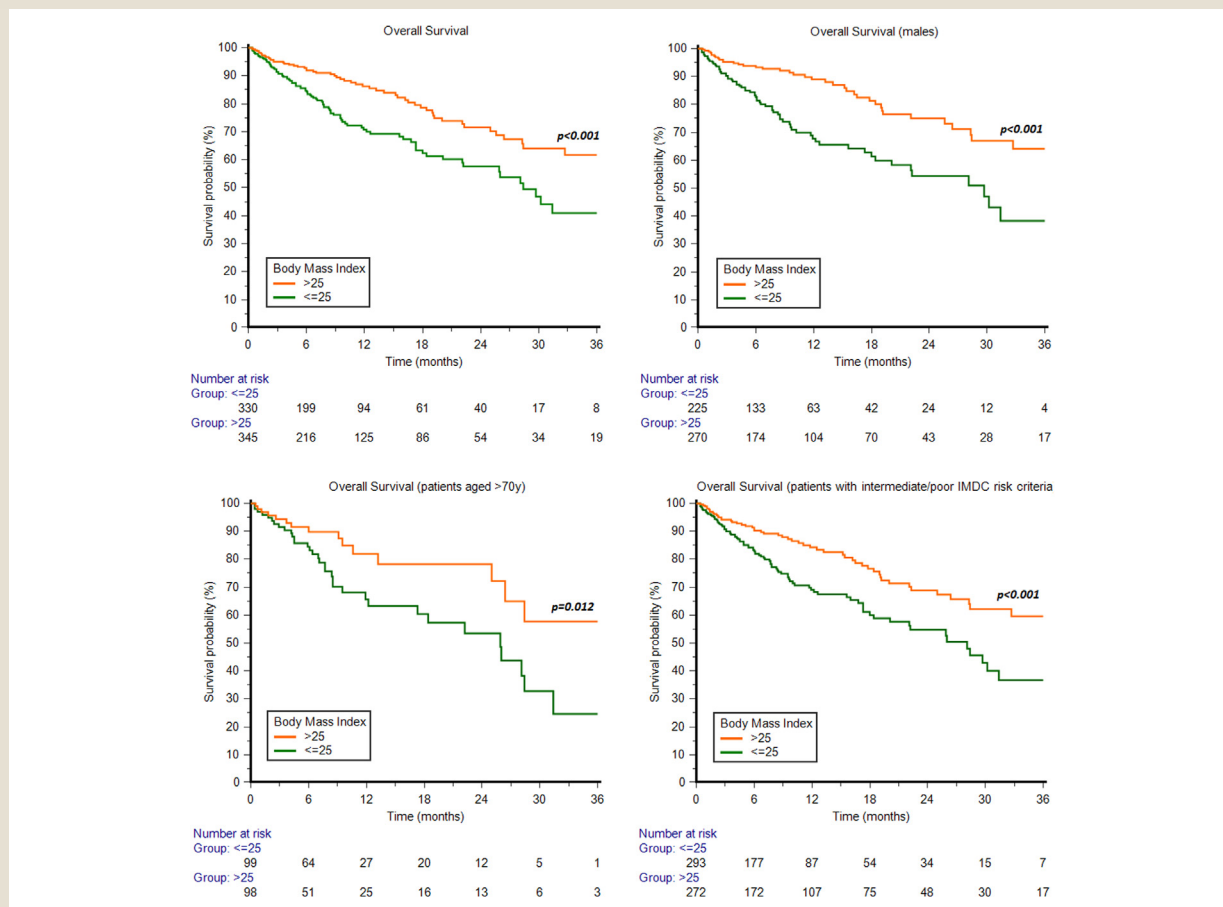 Overall Survival
100
90
80
70
60
50
40
30
20
10
0
Survival probability (%)
p<0.001
Body Mass Index
>25
<=25
0 6 12 18 24 30 36
Time (months)
Number at risk
Group: <=25
330 199 94 61 40 17 8
Group: >25
345 216 125 86 54 34 19
Overall Survival (males)
100
90
80
70
60
50
40
30
20
10
0
Survival probability (%)
p<0.001
Body Mass Index
>25
<=25
0 6 12 18 24 30 36
Time (months)
Number at risk
Group: <=25
225 133 63 42 24 12 4
Group: >25
270 174 104 70 43 28 17
Overall Survival (patients aged >70y)
100
90
80
70
60
50
40
30
20
10
0
Survival probability (%)
p=0.012
Body Mass Index
>25
<=25
0 6 12 18 24 30 36
Time (months)
Number at risk
Group: <=25
99 64 27 20 12 5 1
Group: >25
98 51 25 16 13 6 3
Overall Survival (patients with intermediate/poor IMDC risk criteria
100
90
80
70
60
50
40
30
20
10
0
Survival probability (%)
p<0.001
Body Mass Index
>25
<=25
0 6 12 18 24 30 36
Time (months)
Number at risk
Group: <=25
293 177 87 54 34 15 7
Group: >25
272 172 107 75 48 30 17